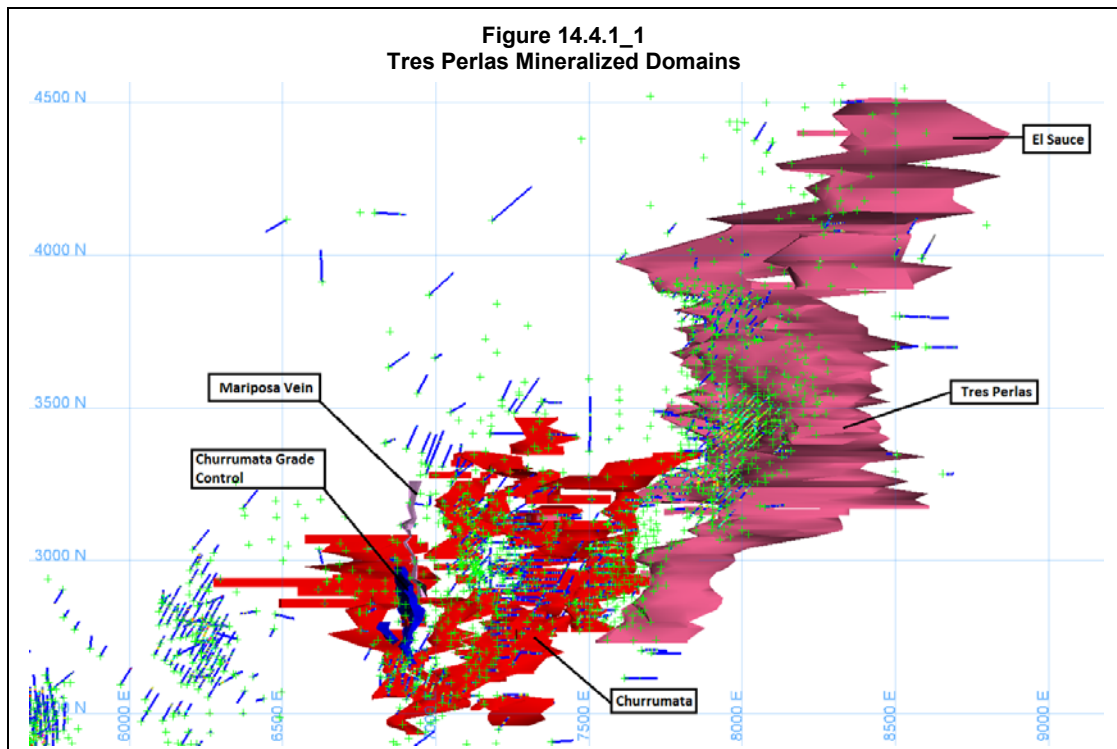 Figure 14.4.1_1
Tres Perlas Mineralized Domains
4500 N
El Sauce
4000 N
Mariposa Vein
3500 N
Tres Perlas
Churrumata Grade
Control
3000 N
Churrumata
6000 E
6500 E
7500 E
8000 E
8500 E
9000 E